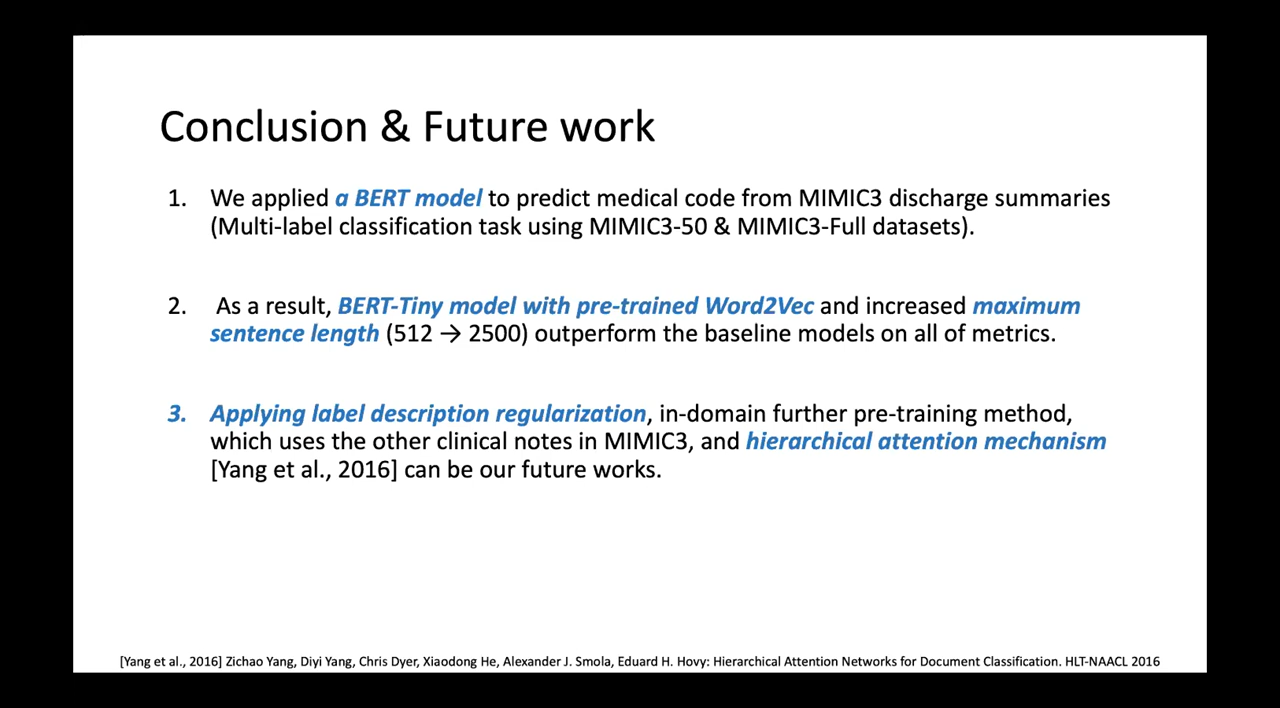 Conclusion & Future work
1. We applied a BERT model to predict medical code from MIMIC3 discharge summaries
(Multi-label classification task using MIMIC3-50 & MIMIC3-Full datasets).
2. As a result, BERT-Tiny model with pre-trained Word2Vec and increased maximum
sentence length (512 → 2500) outperform the baseline models on all of metrics.
3. Applying label description regularization, in-domain further pre-training method,
which uses the other clinical notes in MIMIC3, and hierarchical attention mechanism
[Yang et al., 2016] can be our future works.
[Yang et al., 2016] Zichao Yang, Diyi Yang, Chris Dyer, Xiaodong He, Alexander J. Smola, Eduard H. Hovy: Hierarchical Attention Networks for Document Classification. HLT-NAACL 2016